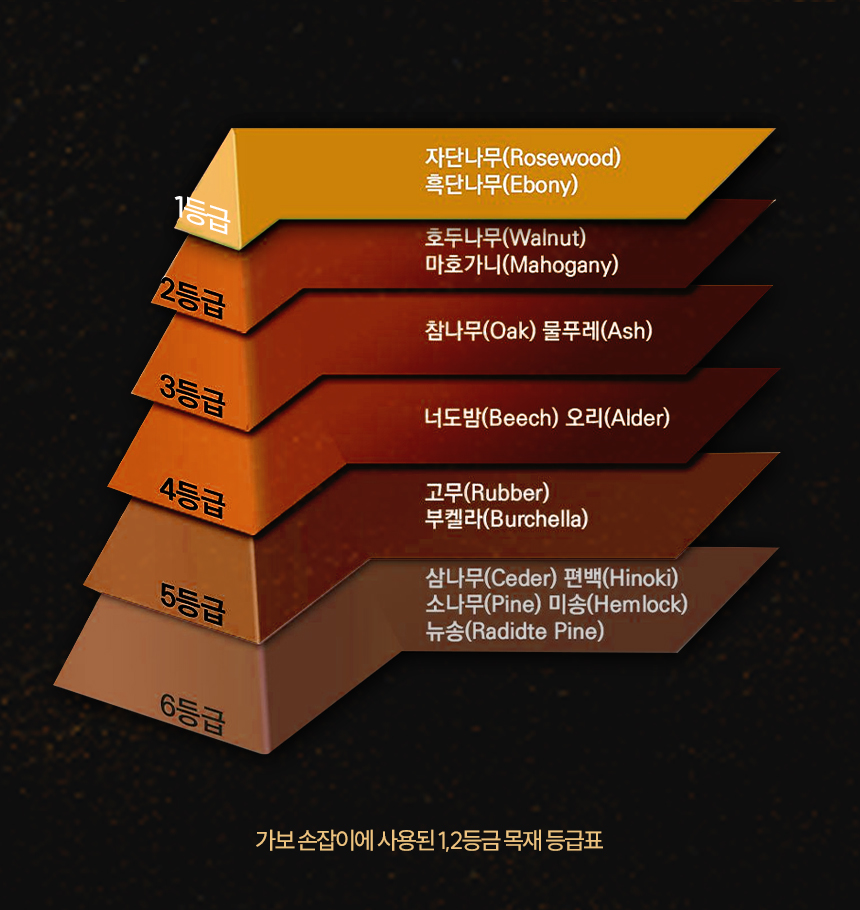 1등급
자단나무(Rosewood)
흑단나무(Ebony)
2등급
호두나무(Walnut)
마호가니(Mahogany)
3등급
참나무(Oak) 물푸레(Ash)
4등급
너도밤(Beech) 오리(Alder)
5등급
고무(Rubber)
부켈라(Burchella)
6등급
삼나무(Ceder) 편백(Hinoki)
소나무(Pine) 미송(Hemlock)
뉴송(Radidte Pine)
가보 손잡이에 사용된 1,2등금 목재 등급표